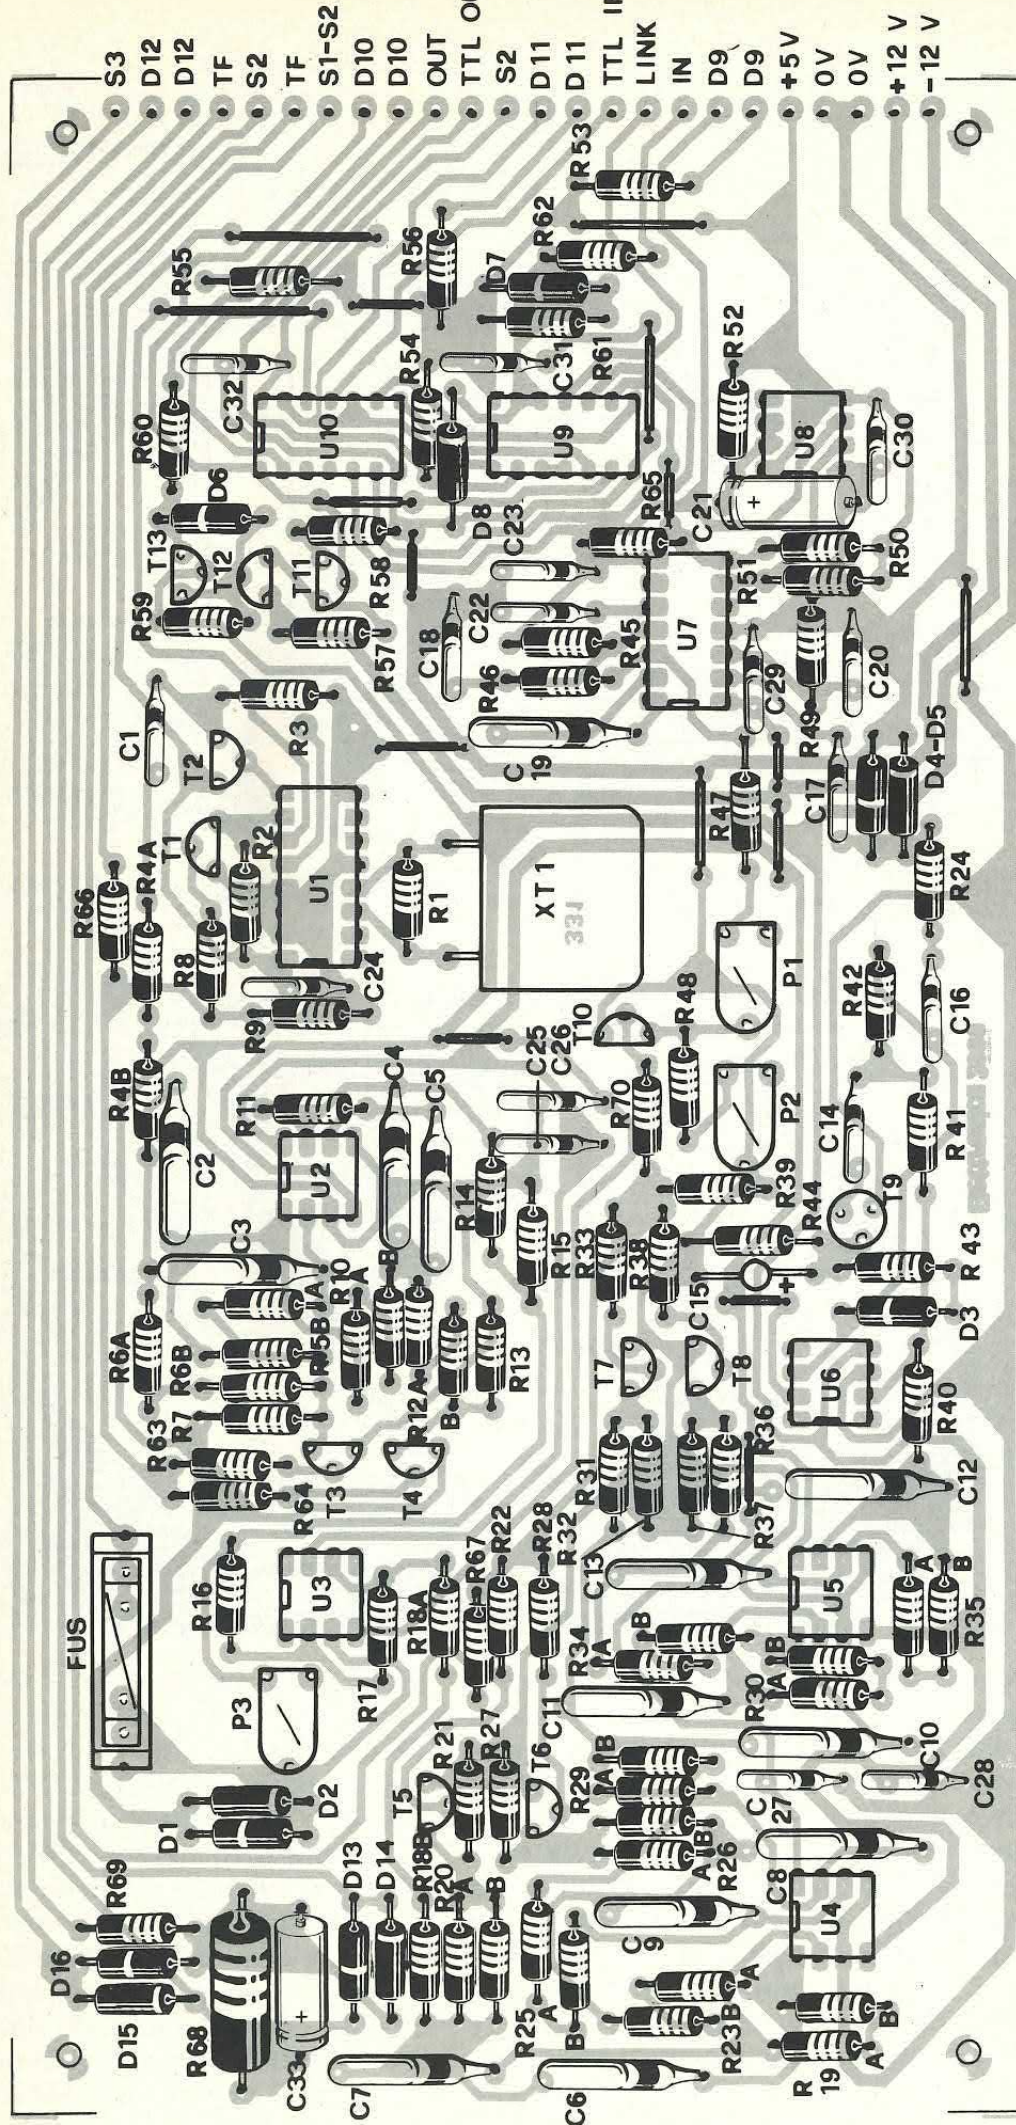 S3
D12
D12
TF
S2
TF
S1-S2
D10
D10
OUT
TTL
S2
D11
D11
TTL
LINK
IN
D9
D9
+5V
0V
0V
+12 V
-12 V
R53
R62
D7
R56
R55
R61
C31
R54
C32
R60
U10
U9
R52
U8
C30
D6
T13
T12
T11
R59
R58
R57
D8
C23
C22
C18
R65
C21
R45
R46
U7
R51
R50
C29
R49
C20
C1
T2
R3
C 19
R47
C17
D4-D5
R66
R4A
T1
R2
R8
U1
R1
XT1
331
P1
R24
R42
C16
R9
C24
T10
R48
C25
C26
R4B
C2
R11
U2
C4
C5
R14
R70
P2
C14
R41
T9
R39
R44
C3
R10
A
B
R15
R33
R38
C15
+
R43
D3
R6A
R6B
R5B
A
R12A
B
R13
T7
T8
U6
R40
R63
R7
R64
T3
T4
R31
R36
R37
C12
FUS
R16
U3
R17
R18A
R67
R22
R28
R32
C13
R34
A
B
U5
A
B
R35
P3
C11
R30
A
B
D1
D2
T5
R21
R27
T6
R29
A
B
R26
A
B
C 27
C10
C28
R69
D16
D15
R68
C33
+
D13
D14
R18B
R20
A
B
R25
A
B
C 9
C8
U4
R23
B
A
C7
C6
R 19
A
B